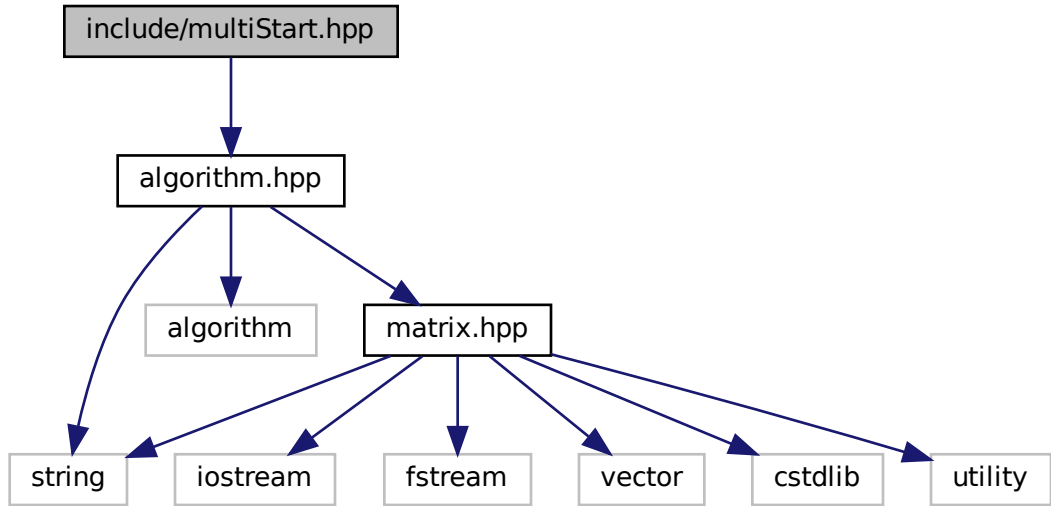 include/multiStart.hpp
algorithm.hpp
algorithm
matrix.hpp
string
iostream
fstream
vector
cstdlib
utility